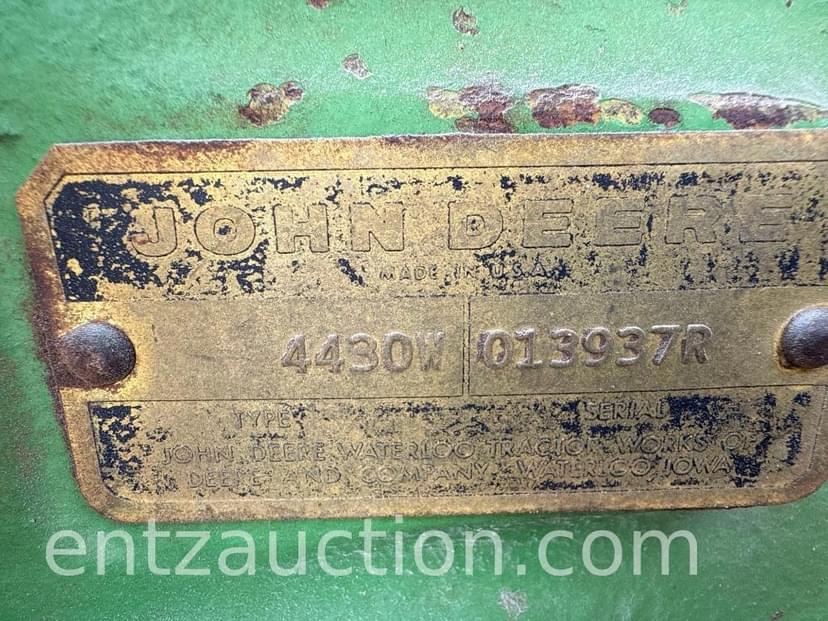 JOHN DEERE
MADE IN U.S.A.
4430W 013937R
TYPE SERIAL
JOHN DEERE WATERLOO TRACTOR WORKS OF
DEERE AND COMPANY, WATERLOO, IOWA
entzauction.com